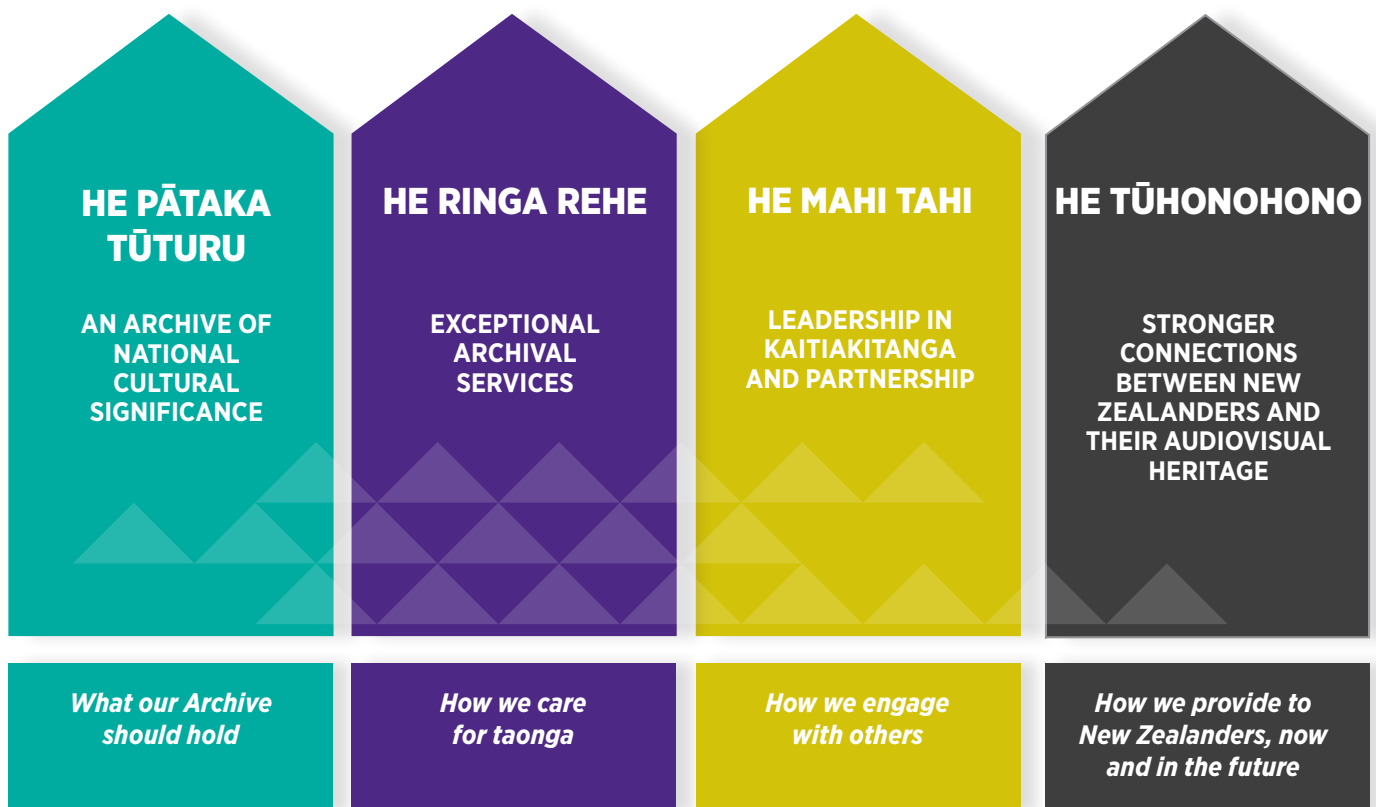 HE PĀTAKA
TŪTURU
AN ARCHIVE OF
NATIONAL
CULTURAL
SIGNIFICANCE
What our Archive
should hold
HE RINGA REHE
EXCEPTIONAL
ARCHIVAL
SERVICES
How we care
for taonga
HE MAHI TAHI
LEADERSHIP IN
KAITIAKITANGA
AND PARTNERSHIP
How we engage
with others
HE TŪHONOHONO
STRONGER
CONNECTIONS
BETWEEN NEW
ZEALANDERS AND
THEIR AUDIOVISUAL
HERITAGE
How we provide to
New Zealanders, now
and in the future